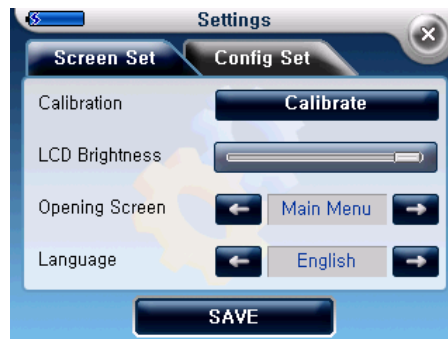 Settings
Screen Set Config Set
Calibration Calibrate
LCD Brightness
Opening Screen Main Menu
Language English
SAVE